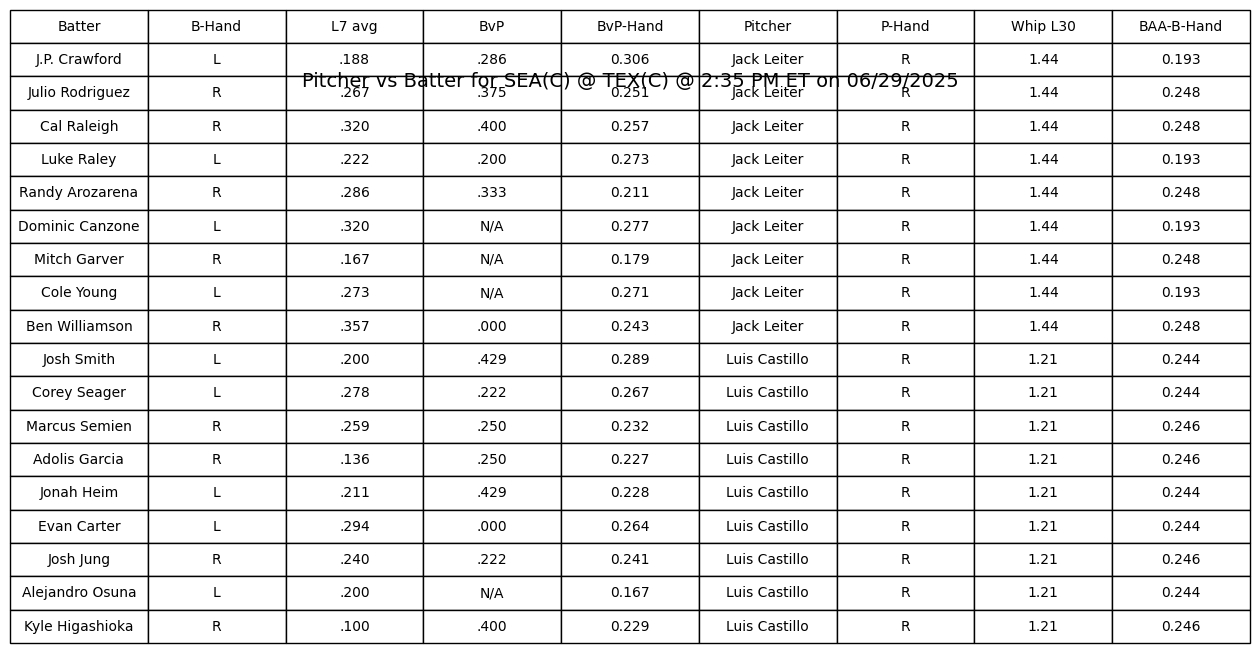 Batter B-Hand L7 avg BvP BvP-Hand Pitcher P-Hand Whip L30 BAA-B-Hand
J.P. Crawford L .188 .286 0.306 Jack Leiter R 1.44 0.193
Pitcher vs Batter for SEA(C) @ TEX(C) @ 2:35 PM ET on 06/29/2025
Julio Rodriguez R .267 .375 0.251 Jack Leiter R 1.44 0.248
Cal Raleigh R .320 .400 0.257 Jack Leiter R 1.44 0.248
Luke Raley L .222 .200 0.273 Jack Leiter R 1.44 0.193
Randy Arozarena R .286 .333 0.211 Jack Leiter R 1.44 0.248
Dominic Canzone L .320 N/A 0.277 Jack Leiter R 1.44 0.193
Mitch Garver R .167 N/A 0.179 Jack Leiter R 1.44 0.248
Cole Young L .273 N/A 0.271 Jack Leiter R 1.44 0.193
Ben Williamson R .357 .000 0.243 Jack Leiter R 1.44 0.248
Josh Smith L .200 .429 0.289 Luis Castillo R 1.21 0.244
Corey Seager L .278 .222 0.267 Luis Castillo R 1.21 0.244
Marcus Semien R .259 .250 0.232 Luis Castillo R 1.21 0.246
Adolis Garcia R .136 .250 0.227 Luis Castillo R 1.21 0.246
Jonah Heim L .211 .429 0.228 Luis Castillo R 1.21 0.244
Evan Carter L .294 .000 0.264 Luis Castillo R 1.21 0.244
Josh Jung R .240 .222 0.241 Luis Castillo R 1.21 0.246
Alejandro Osuna L .200 N/A 0.167 Luis Castillo R 1.21 0.244
Kyle Higashioka R .100 .400 0.229 Luis Castillo R 1.21 0.246